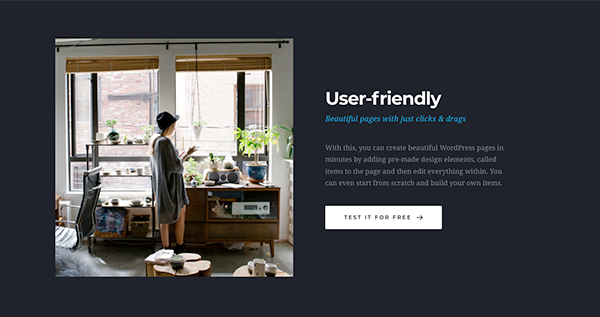 User-friendly
Beautiful pages with just clicks & drags
With this, you can create beautiful WordPress pages in
minutes by adding pre-made design elements, called
items to the page and then edit everything within. You
can even start from scratch and build your own items.
TEST IT FOR FREE →